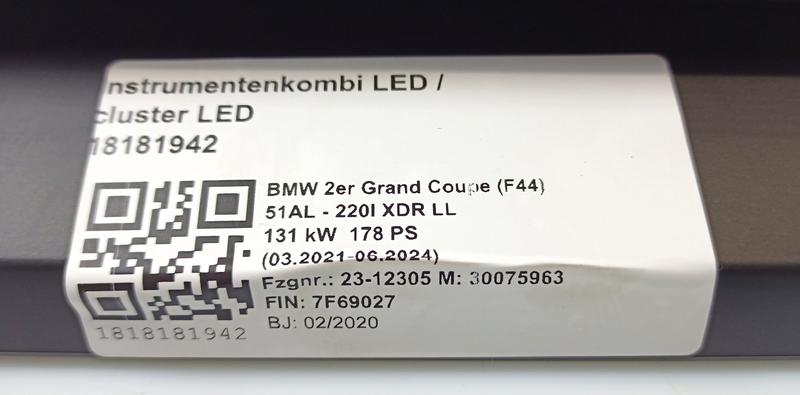 nstrumentenkombi LED /
cluster LED
18181942
BMW 2er Grand Coupe (F44)
51AL - 220I XDR LL
131 kW 178 PS
(03.2021-06.2024)
Fzgnr.: 23-12305 M: 30075963
FIN: 7F69027
BJ: 02/2020
1818181942